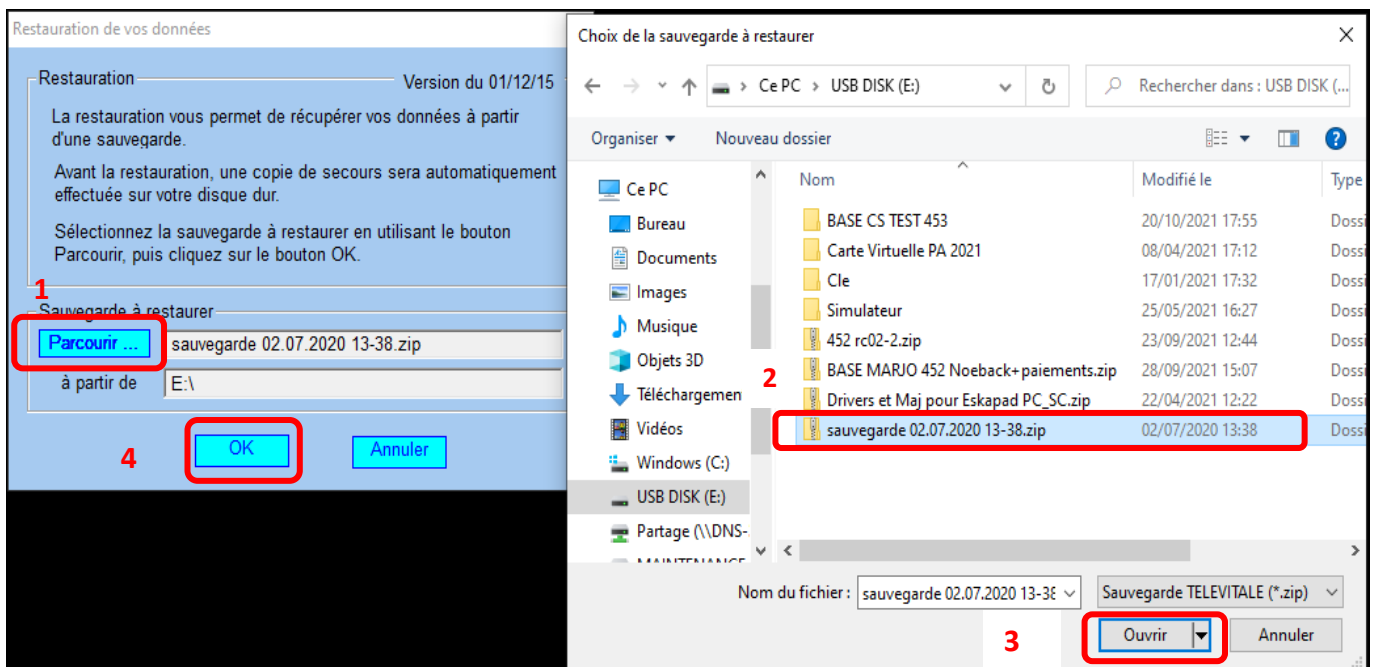 Restauration de vos données
Restauration
Version du 01/12/15
La restauration vous permet de récupérer vos données à partir
d'une sauvegarde.
Avant la restauration, une copie de secours sera automatiquement
effectuée sur votre disque dur.
Sélectionnez la sauvegarde à restaurer en utilisant le bouton
Parcourir, puis cliquez sur le bouton OK.
1
Sauvegarde à restaurer
Parcourir ...
sauvegarde 02.07.2020 13-38.zip
à partir de
E:\
4
OK
Annuler
Choix de la sauvegarde à restaurer
Ce PC › USB DISK (E:)
Rechercher dans : USB DISK (...
Organiser
Nouveau dossier
?
Ce PC
Bureau
Documents
Images
Musique
Objets 3D
Téléchargemen
Vidéos
Windows (C:)
USB DISK (E:)
Partage (\\DNS-
MAINTENANCE
Nom Modifié le Type
BASE CS TEST 453 20/10/2021 17:55 Dossi
Carte Virtuelle PA 2021 08/04/2021 17:12 Dossi
Cle 17/01/2021 17:32 Dossi
Simulateur 25/05/2021 16:27 Dossi
452 rc02-2.zip 23/09/2021 12:44 Dossi
2
BASE MARJO 452 Noeback+paiements.zip 28/09/2021 15:07 Dossi
Drivers et Maj pour Eskapad PC_SC.zip 22/04/2021 12:22 Dossi
sauvegarde 02.07.2020 13-38.zip 02/07/2020 13:38 Dossi
Nom du fichier : sauvegarde 02.07.2020 13-38 Sauvegarde TELEVITALE (*.zip)
3
Ouvrir
Annuler